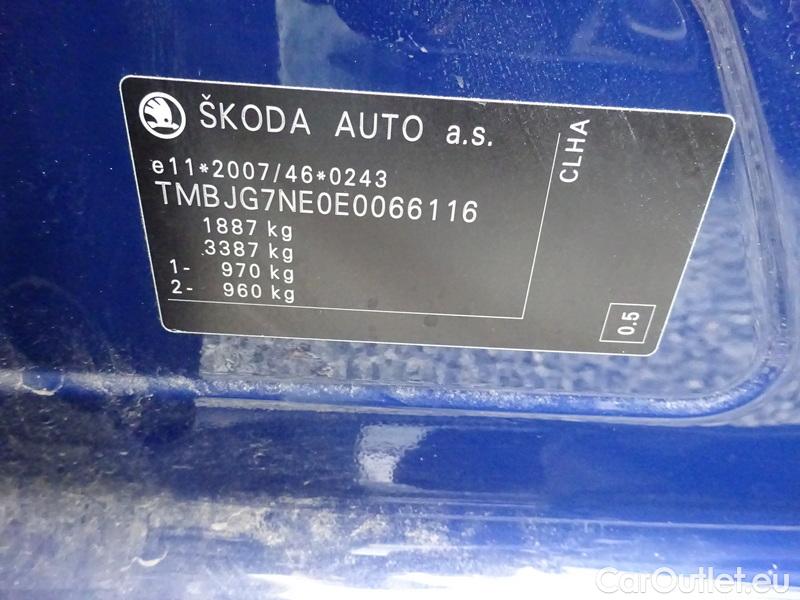 ŠKODA AUTO a.s.
e11*2007/46*0243
TMBJG7NE0E0066116
1887 kg
3387 kg
1- 970 kg
2- 960 kg
CLHA
0.5
CarOutlet.eu